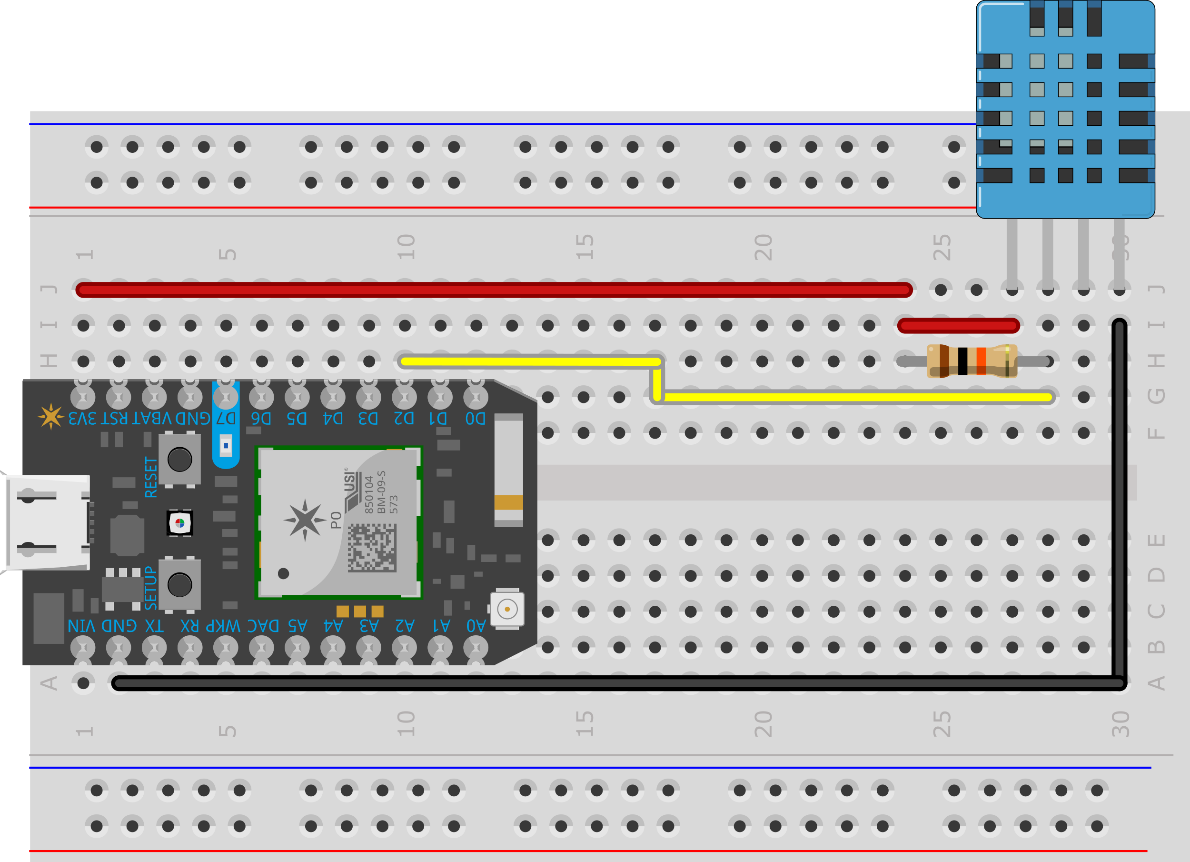 1 5 10 15 20 25 30
J J
I I
H H
G
F
3V3 RST VBAT GND D7 D6 D5 D4 D3 D2 D1 D0
RESET
P0
USI
850104
BM-09-S
573
SETUP
E
D
C
VIN GND TX RX WKP DAC A5 A4 A3 A2 A1 A0
B
A A
1 5 10 15 20 25 30